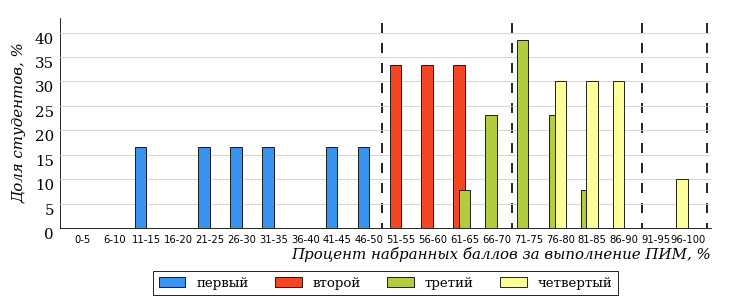 Доля студентов, %
40
35
30
25
20
15
10
5
0
0-5 6-10 11-15 16-20 21-25 26-30 31-35 36-40 41-45 46-50 51-55 56-60 61-65 66-70 71-75 76-80 81-85 86-90 91-95 96-100
Процент набранных баллов за выполнение ПИМ, %
первый второй третий четвертый